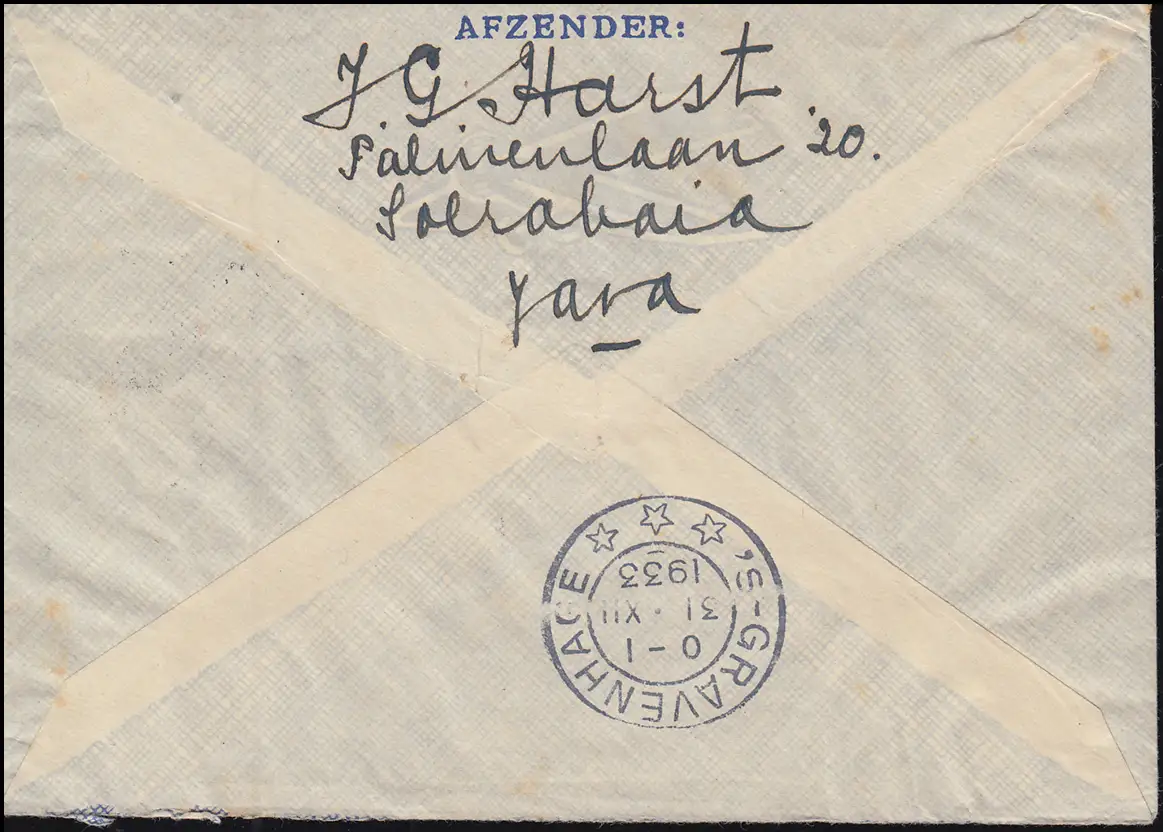 AFZENDER:
J. G. Harst
Palmenlaan 20.
Soerabaia
Java
'S-GRAVENHAGE
0-1
31 · XII
1933